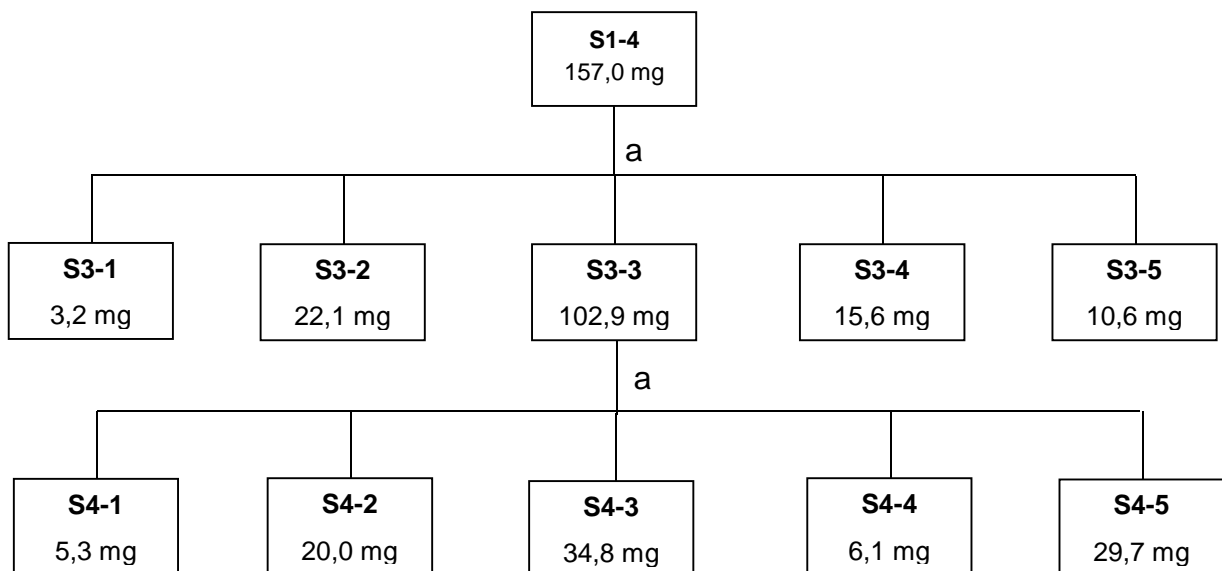 S1-4
157,0 mg
a
S3-1
3,2 mg
S3-2
22,1 mg
S3-3
102,9 mg
S3-4
15,6 mg
S3-5
10,6 mg
a
S4-1
5,3 mg
S4-2
20,0 mg
S4-3
34,8 mg
S4-4
6,1 mg
S4-5
29,7 mg